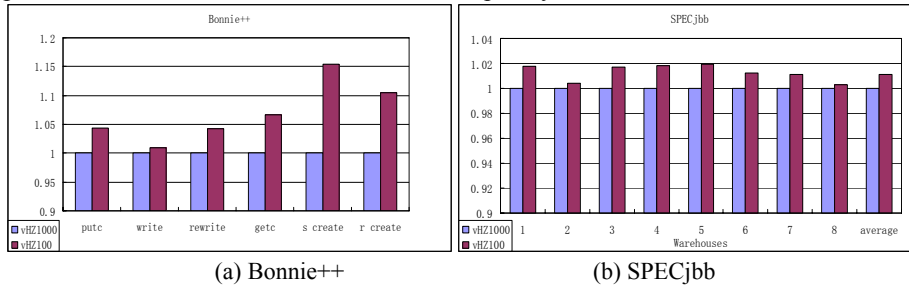 Bonnie++
1.2
1.15
1.1
1.05
1
0.95
0.9
putc write rewrite getc s create r create
vHZ1000
vHZ100
(a) Bonnie++
SPECjbb
1.04
1.02
1
0.98
0.96
0.94
0.92
0.9
1 2 3 4 5 6 7 8 average
Warehouses
vHZ1000
vHZ100
(b) SPECjbb